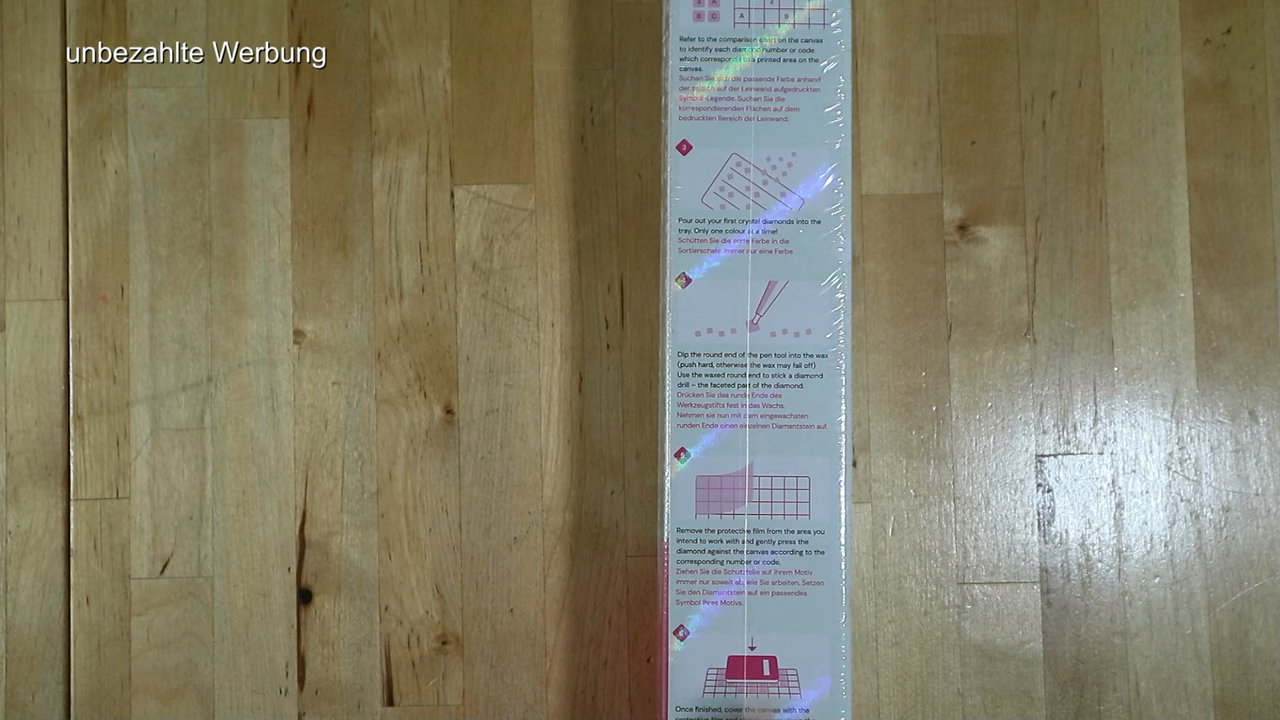 unbezahlte Werbung
B C
A
Refer to the comparison chart on the canvas
to identify each diamond number or code
which correspond to a printed area on the
canvas.
Suchen Sie sich die passende Farbe anhand
der seitlich auf der Leinwand aufgedruckten
Symbol-Legende. Suchen Sie die
korrespondierenden Flächen auf dem
bedruckten Bereich der Leinwand.
3
Pour out your first crystal diamonds into the
tray. Only one colour at a time!
Schütten Sie die erste Farbe in die
Sortierschale. Immer nur eine Farbe.
Dip the round end of the pen tool into the wax
(push hard, otherwise the wax may fall off)
Use the waxed round end to stick a diamond
drill – the faceted part of the diamond.
Drücken Sie das runde Ende des
Werkzeugstifts fest in das Wachs.
Nehmen sie nun mit dem eingewachsten
runden Ende einen einzelnen Diamantstein auf.
5
Remove the protective film from the area you
intend to work with and gently press the
diamond against the canvas according to the
corresponding number or code.
Ziehen Sie die Schutzfolie auf ihrem Motiv
immer nur soweit ab, wie Sie arbeiten. Setzen
Sie den Diamantstein auf ein passendes
Symbol Ihres Motivs.
Once finished, cover the canvas with the